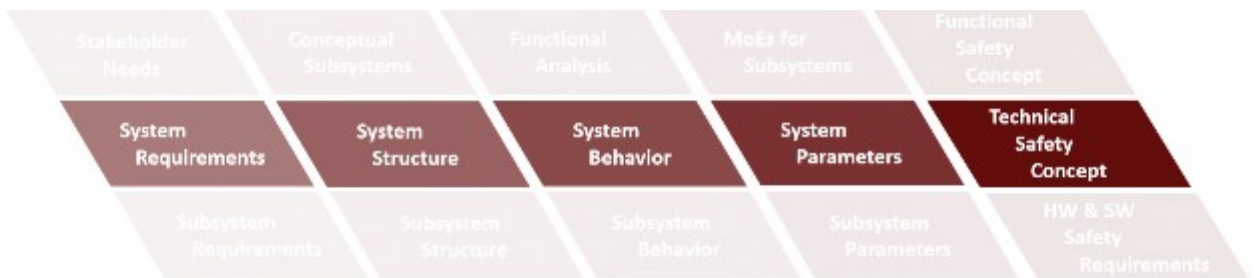 Stakeholder
Needs
Conceptual
Subsystems
Functional
Analysis
MoEs for
Subsystems
Functional
Safety
Concept
System
Requirements
System
Structure
System
Behavior
System
Parameters
Technical
Safety
Concept
Subsystem
Requirements
Subsystem
Structure
Subsystem
Behavior
Subsystem
Parameters
HW & SW
Safety
Requirements